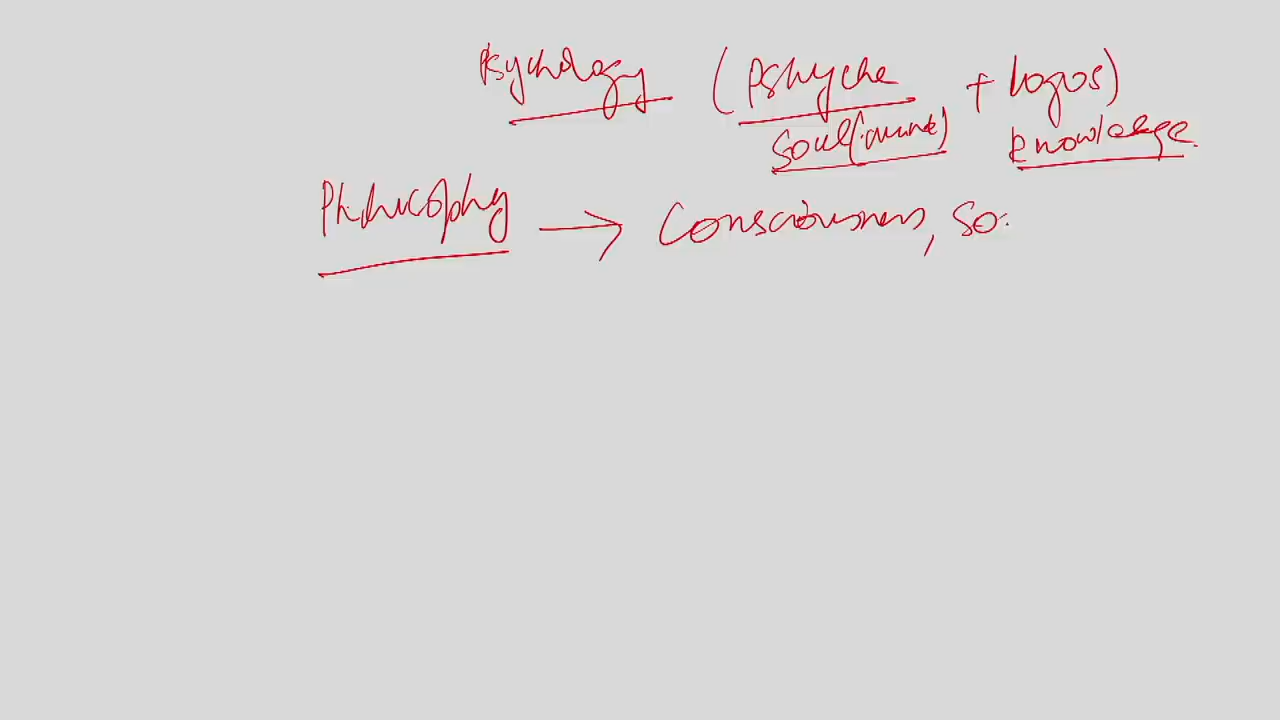 Psychology (Pshyche + logos)
Soul(mind) knowledge
Philosophy → Consciousness, So